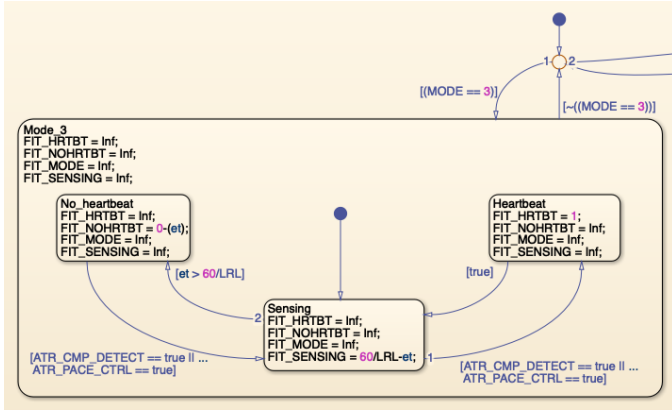 1 2
[(MODE == 3)]
[~((MODE == 3))]
Mode_3
FIT_HRTBT = Inf;
FIT_NOHRTBT = Inf;
FIT_MODE = Inf;
FIT_SENSING = Inf;
No_heartbeat
FIT_HRTBT = Inf;
FIT_NOHRTBT = 0-(et);
FIT_MODE = Inf;
FIT_SENSING = Inf;
Heartbeat
FIT_HRTBT = 1;
FIT_NOHRTBT = Inf;
FIT_MODE = Inf;
FIT_SENSING = Inf;
[et > 60/LRL]
[true]
Sensing
FIT_HRTBT = Inf;
FIT_NOHRTBT = Inf;
FIT_MODE = Inf;
FIT_SENSING = 60/LRL-et;
2
1
[ATR_CMP_DETECT == true || ...
ATR_PACE_CTRL == true]
[ATR_CMP_DETECT == true || ...
ATR_PACE_CTRL == true]